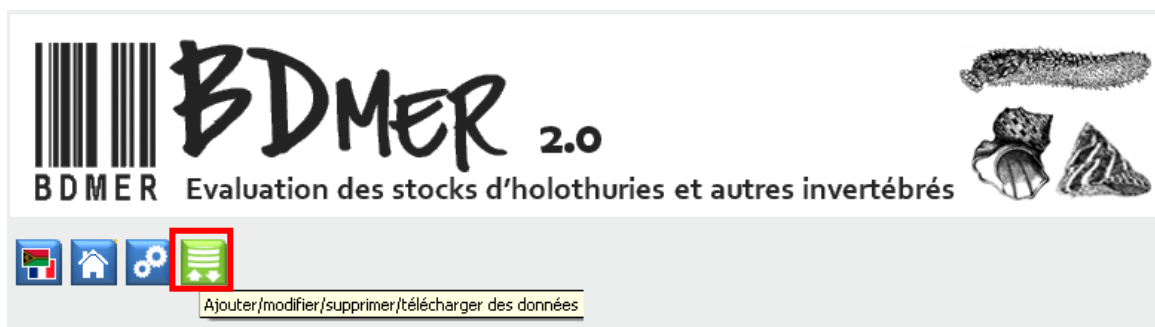 BDMER 2.0
BDMER Evaluation des stocks d'holothuries et autres invertébrés
Ajouter/modifier/supprimer/télécharger des données